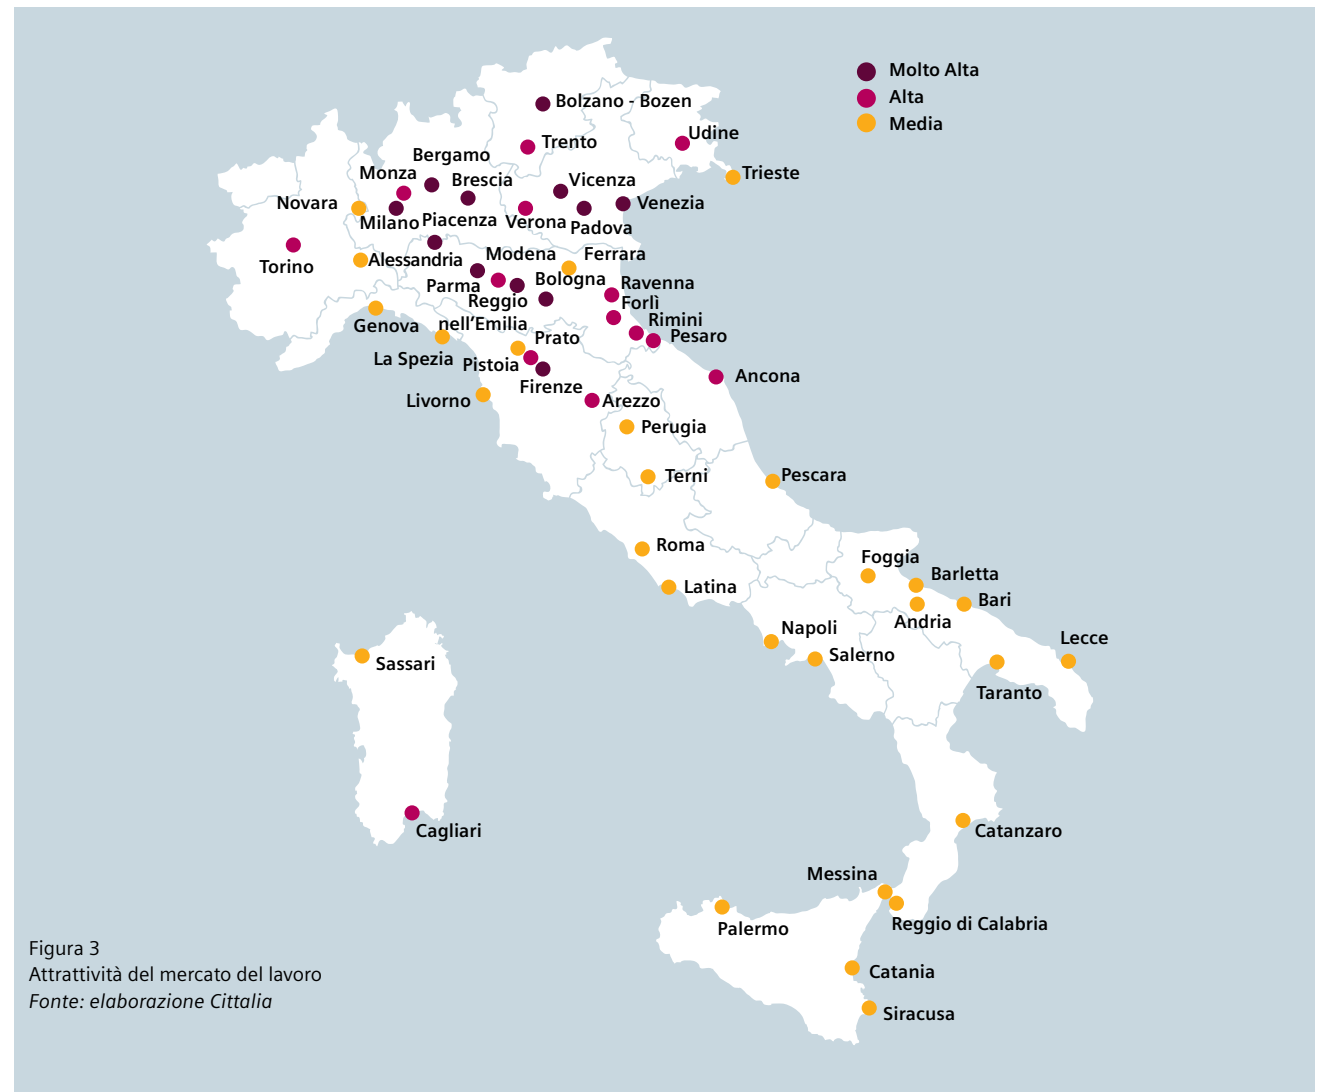 Molto Alta
Alta
Media
Bolzano - Bozen
Trento
Udine
Bergamo
Monza
Brescia
Vicenza
Trieste
Novara
Venezia
Milano
Piacenza
Verona
Padova
Torino
Alessandria
Modena
Ferrara
Parma
Bologna
Ravenna
Reggio
nell'Emilia
Forlì
Rimini
Genova
Prato
Pesaro
La Spezia
Pistoia
Firenze
Ancona
Livorno
Arezzo
Perugia
Terni
Pescara
Roma
Foggia
Barletta
Latina
Bari
Andria
Napoli
Lecce
Salerno
Sassari
Taranto
Cagliari
Catanzaro
Messina
Reggio di Calabria
Palermo
Catania
Siracusa
Figura 3
Attrattività del mercato del lavoro
Fonte: elaborazione Cittalia